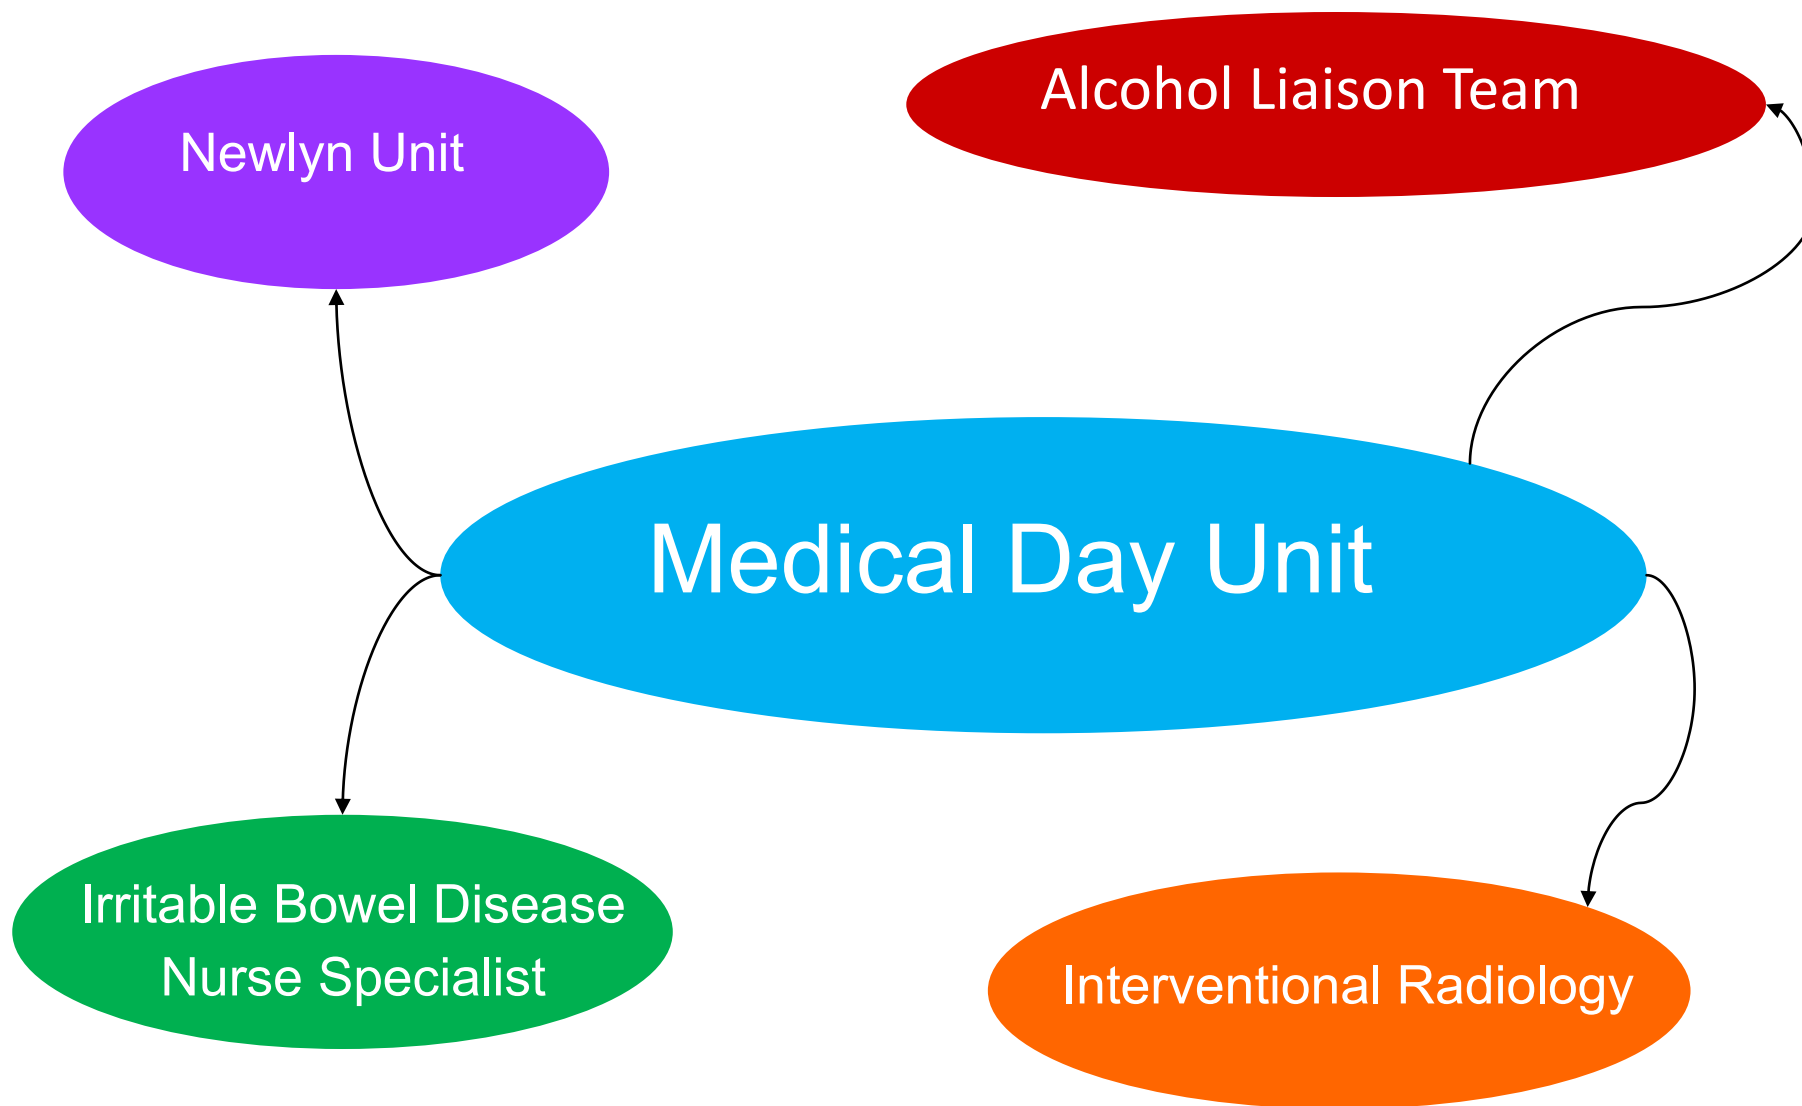 Alcohol Liaison Team
Newlyn Unit
Medical Day Unit
Irritable Bowel Disease
Nurse Specialist
Interventional Radiology